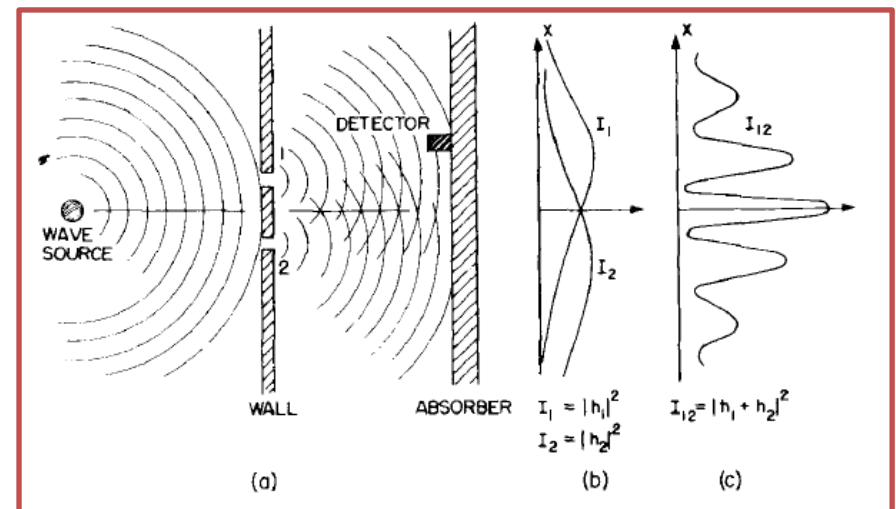 X
X
DETECTOR
I₁
I₁₂
1
WAVE
SOURCE
2
I₂
WALL
ABSORBER
I₁ = |h₁|²
I₂ = |h₂|²
I₁₂ = |h₁ + h₂|²
(a)
(b)
(c)